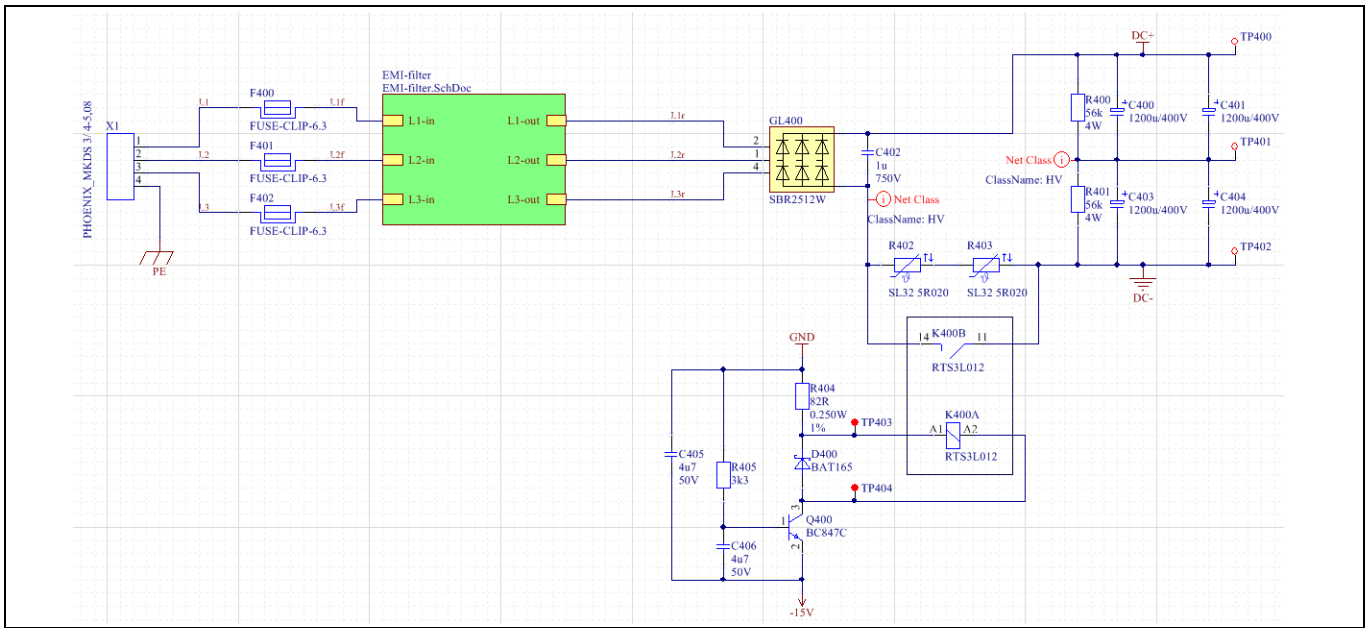 PHOENIX_MKDS 3/ 4-5,08
X1
1
2
3
4
PE
L1
L2
L3
F400
FUSE-CLIP-6.3
F401
FUSE-CLIP-6.3
F402
FUSE-CLIP-6.3
L1f
L2f
L3f
EMI-filter
EMI-filter.SchDoc
L1-in
L2-in
L3-in
L1-out
L2-out
L3-out
L1r
L2r
L3r
GL400
2
1
4
SBR2512W
C402
1u
750V
Net Class
ClassName: HV
DC+
TP400
R400
56k
4W
C400
1200u/400V
C401
1200u/400V
Net Class
ClassName: HV
TP401
R401
56k
4W
C403
1200u/400V
C404
1200u/400V
TP402
DC-
R402
SL32 5R020
R403
SL32 5R020
14
K400B
11
RTS3L012
K400A
A1
A2
RTS3L012
GND
R404
82R
0.250W
1%
TP403
D400
BAT165
TP404
C405
4u7
50V
R405
3k3
3
1
Q400
BC847C
2
C406
4u7
50V
-15V